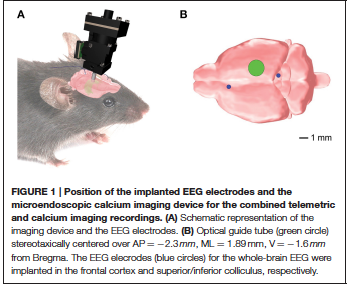 A
B
1 mm
FIGURE 1 | Position of the implanted EEG electrodes and the
microendoscopic calcium imaging device for the combined telemetric
and calcium imaging recordings. (A) Schematic representation of the
imaging device and the EEG electrodes. (B) Optical guide tube (green circle)
stereotaxically centered over AP = −2.3 mm, ML = 1.89 mm, V = −1.6 mm
from Bregma. The EEG elecrodes (blue circles) for the whole-brain EEG were
implanted in the frontal cortex and superior/inferior colliculus, respectively.